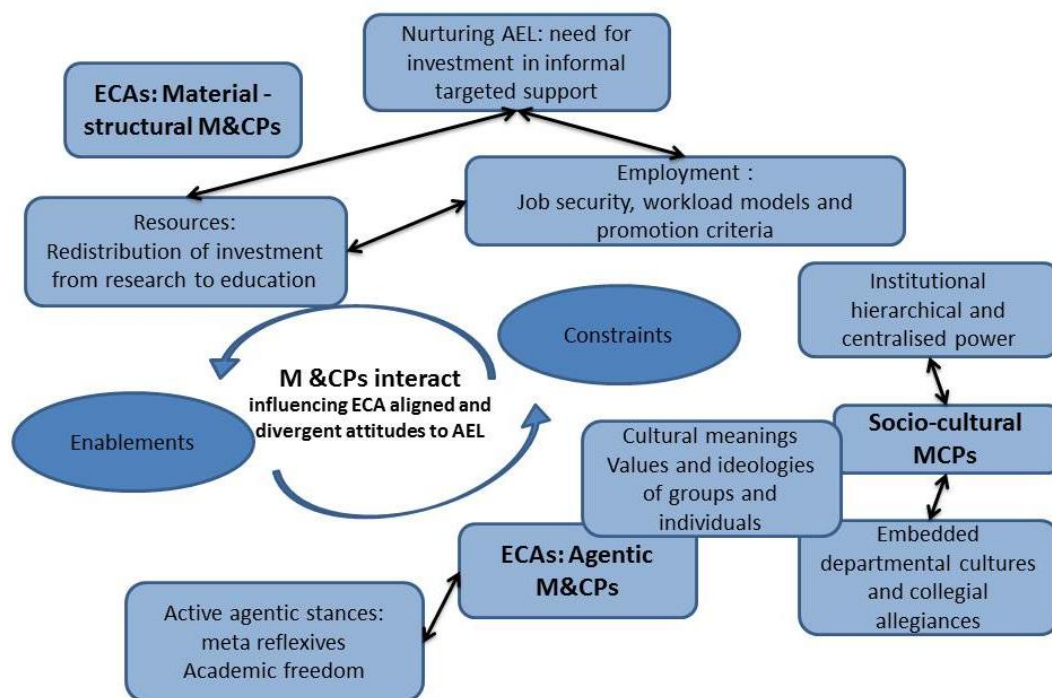 Nurturing AEL: need for
investment in informal
targeted support
ECAs: Material -
structural M&CPs
Employment :
Job security, workload models and
promotion criteria
Resources:
Redistribution of investment
from research to education
Institutional
hierarchical and
centralised power
Constraints
M &CPs interact
influencing ECA aligned and
divergent attitudes to AEL
Enablements
Socio-cultural
MCPs
Cultural meanings
Values and ideologies
of groups and
individuals
Embedded
departmental cultures
and collegial
allegiances
ECAs: Agentic
M&CPs
Active agentic stances:
meta reflexives
Academic freedom